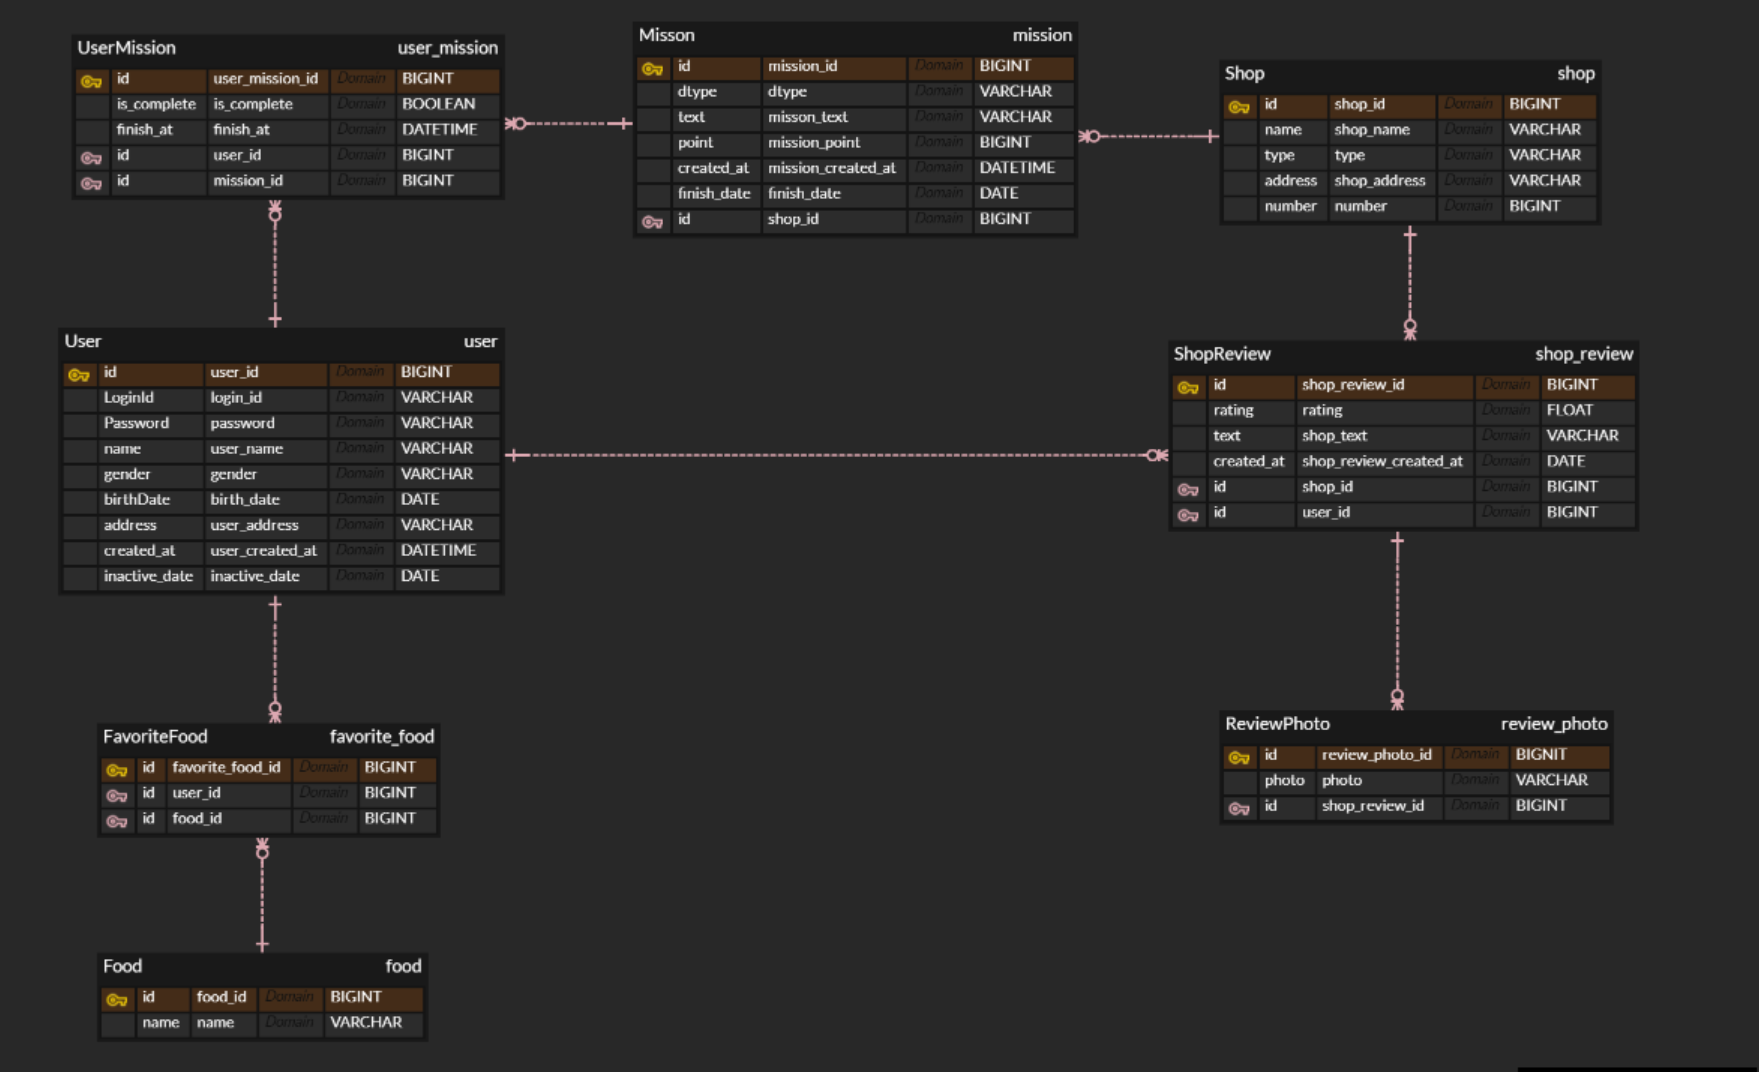 UserMission user_mission
id user_mission_id Domain BIGINT
is_complete is_complete Domain BOOLEAN
finish_at finish_at Domain DATETIME
id user_id Domain BIGINT
id mission_id Domain BIGINT
Misson mission
id mission_id Domain BIGINT
dtype dtype Domain VARCHAR
text misson_text Domain VARCHAR
point mission_point Domain BIGINT
created_at mission_created_at Domain DATETIME
finish_date finish_date Domain DATE
id shop_id Domain BIGINT
Shop shop
id shop_id Domain BIGINT
name shop_name Domain VARCHAR
type type Domain VARCHAR
address shop_address Domain VARCHAR
number number Domain BIGINT
User user
id user_id Domain BIGINT
LoginId login_id Domain VARCHAR
Password password Domain VARCHAR
name user_name Domain VARCHAR
gender gender Domain VARCHAR
birthDate birth_date Domain DATE
address user_address Domain VARCHAR
created_at user_created_at Domain DATETIME
inactive_date inactive_date Domain DATE
ShopReview shop_review
id shop_review_id Domain BIGINT
rating rating Domain FLOAT
text shop_text Domain VARCHAR
created_at shop_review_created_at Domain DATE
id shop_id Domain BIGINT
id user_id Domain BIGINT
FavoriteFood favorite_food
id favorite_food_id Domain BIGINT
id user_id Domain BIGINT
id food_id Domain BIGINT
ReviewPhoto review_photo
id review_photo_id Domain BIGNIT
photo photo Domain VARCHAR
id shop_review_id Domain BIGINT
Food food
id food_id Domain BIGINT
name name Domain VARCHAR